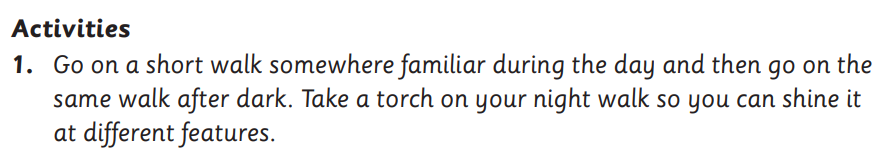 Activities
1. Go on a short walk somewhere familiar during the day and then go on the
same walk after dark. Take a torch on your night walk so you can shine it
at different features.